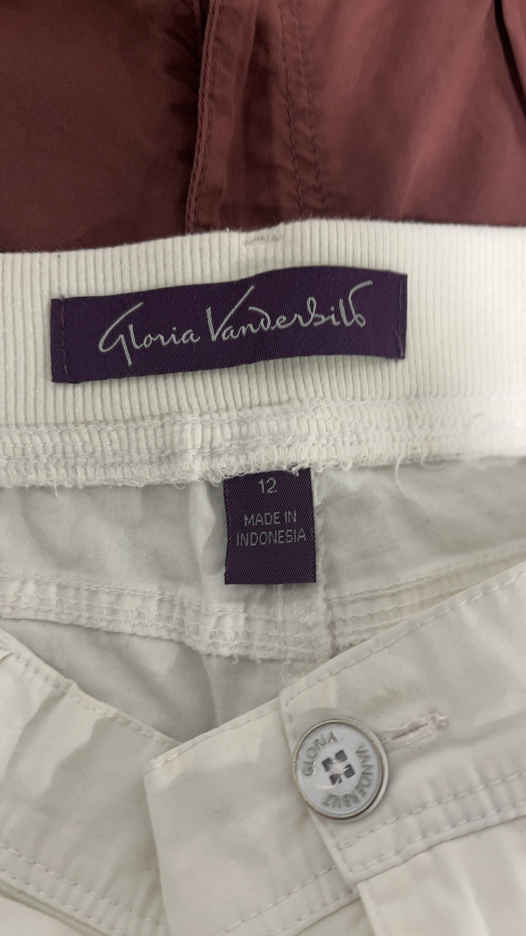 Gloria Vanderbilt
12
MADE IN
INDONESIA
GLORIA
VANDERBILT